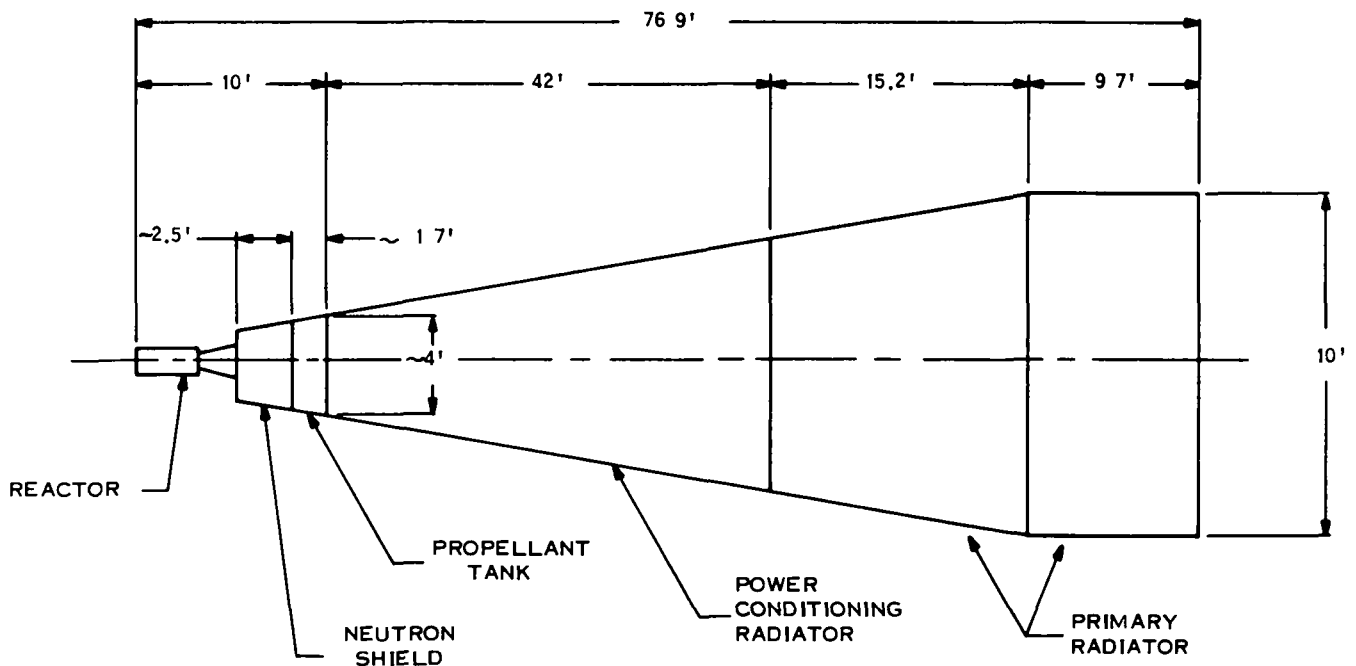 76 9'
10'
42'
15.2'
9 7'
~2.5'
~ 1 7'
~4'
10'
REACTOR
PROPELLANT
TANK
NEUTRON
SHIELD
POWER
CONDITIONING
RADIATOR
PRIMARY
RADIATOR